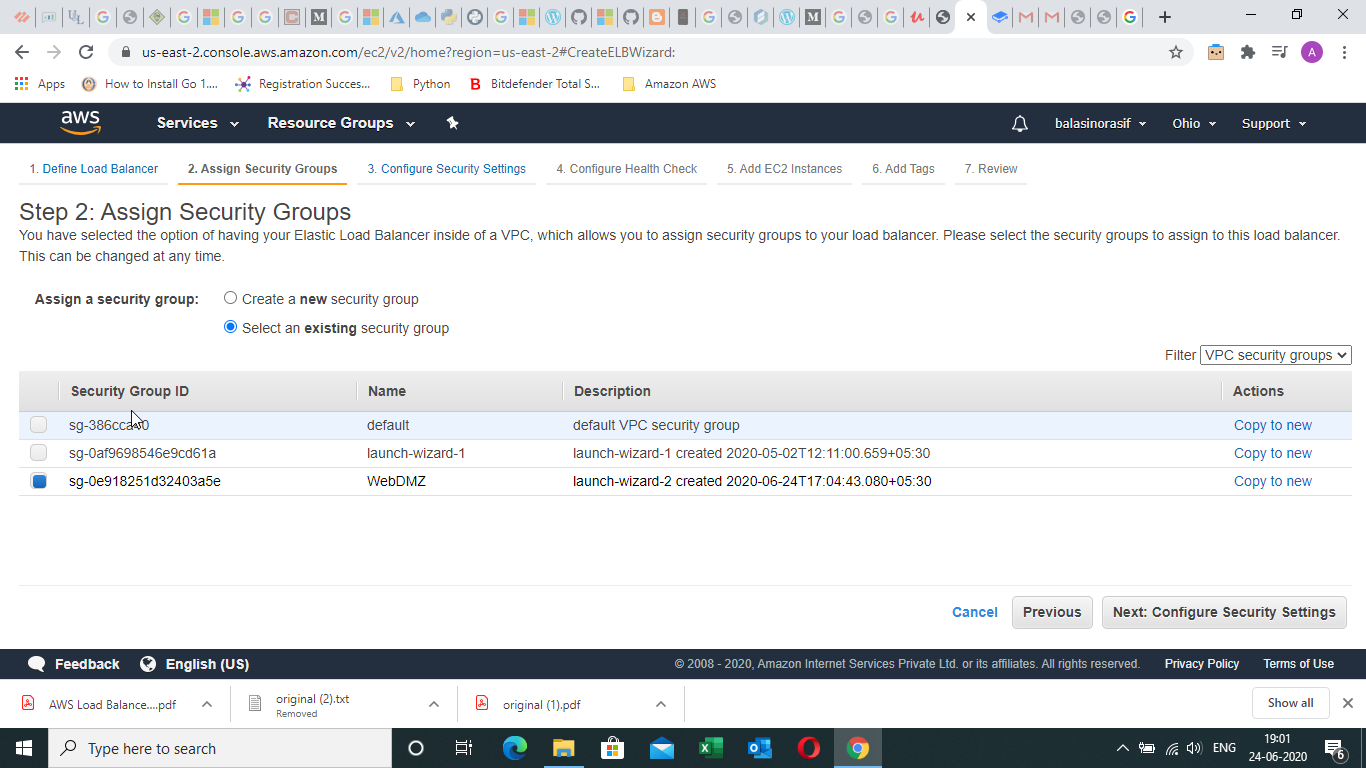 us-east-2.console.aws.amazon.com/ec2/v2/home?region=us-east-2#CreateELBWizard:
A
Apps How to Install Go 1.... Registration Succes... Python Bitdefender Total S... Amazon AWS
aws Services Resource Groups balasinorasif Ohio Support
1. Define Load Balancer 2. Assign Security Groups 3. Configure Security Settings 4. Configure Health Check 5. Add EC2 Instances 6. Add Tags 7. Review
Step 2: Assign Security Groups
You have selected the option of having your Elastic Load Balancer inside of a VPC, which allows you to assign security groups to your load balancer. Please select the security groups to assign to this load balancer.
This can be changed at any time.
Assign a security group: Create a new security group
Select an existing security group
Filter VPC security groups
Security Group ID Name Description Actions
default default VPC security group Copy to new
sg-0af9698546e9cd61a launch-wizard-1 launch-wizard-1 created 2020-05-02T12:11:00.659+05:30 Copy to new
sg-0e918251d32403a5e WebDMZ launch-wizard-2 created 2020-06-24T17:04:43.080+05:30 Copy to new
Cancel Previous Next: Configure Security Settings
Feedback English (US) © 2008 - 2020, Amazon Internet Services Private Ltd. or its affiliates. All rights reserved. Privacy Policy Terms of Use
AWS Load Balance....pdf original (2).txt original (1).pdf Show all
Removed
Type here to search ENG 19:01
24-06-2020 6